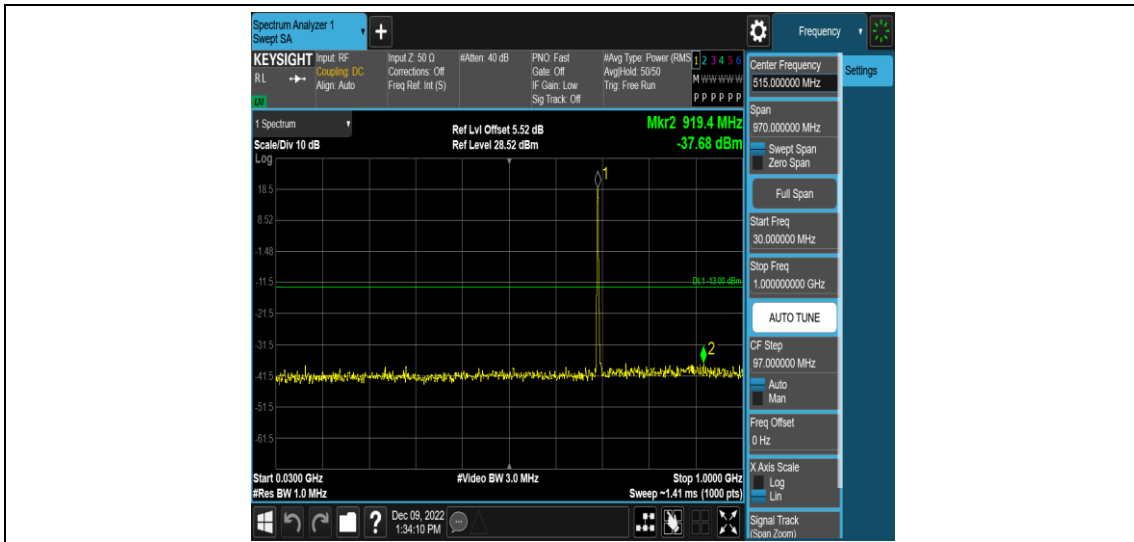 Spectrum Analyzer 1
Swept SA
+
Frequency
KEYSIGHT
RL
LM
Input: RF
Coupling: DC
Align: Auto
Input Z: 50 Ω
Corrections: Off
Freq Ref: Int (S)
#Atten: 40 dB
PNO: Fast
Gate: Off
IF Gain: Low
Sig Track: Off
#Avg Type: Power (RMS
Avg|Hold: 50/50
Trig: Free Run
1 2 3 4 5 6
M W W W W W
P P P P P P
1 Spectrum
Scale/Div 10 dB
Log
Ref Lvl Offset 5.52 dB
Ref Level 28.52 dBm
Mkr2 919.4 MHz
-37.68 dBm
1
18.5
8.52
-1.48
-11.5
DL1 -13.00 dBm
-21.5
-31.5
2
-41.5
-51.5
-61.5
Start 0.0300 GHz
#Res BW 1.0 MHz
#Video BW 3.0 MHz
Stop 1.0000 GHz
Sweep ~1.41 ms (1000 pts)
?
Dec 09, 2022
1:34:10 PM
Center Frequency
515.000000 MHz
Settings
Span
970.000000 MHz
Swept Span
Zero Span
Full Span
Start Freq
30.000000 MHz
Stop Freq
1.000000000 GHz
AUTO TUNE
CF Step
97.000000 MHz
Auto
Man
Freq Offset
0 Hz
X Axis Scale
Log
Lin
Signal Track
(Span Zoom)